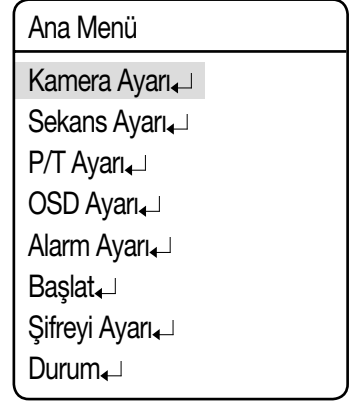 Ana Menü
Kamera Ayarı↵
Sekans Ayarı↵
P/T Ayarı↵
OSD Ayarı↵
Alarm Ayarı↵
Başlat↵
Şifreyi Ayarı↵
Durum↵